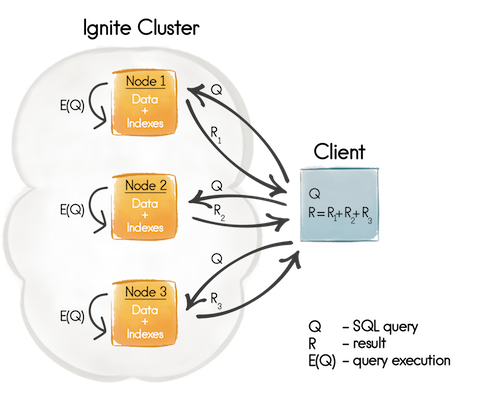 Ignite Cluster
Node 1
Data
+
Indexes
E(Q)
Q
R1
Node 2
Data
+
Indexes
E(Q)
Q
R2
Node 3
Data
+
Indexes
E(Q)
Q
R3
Client
Q
R=R1+R2+R3
Q – SQL query
R – result
E(Q) – query execution